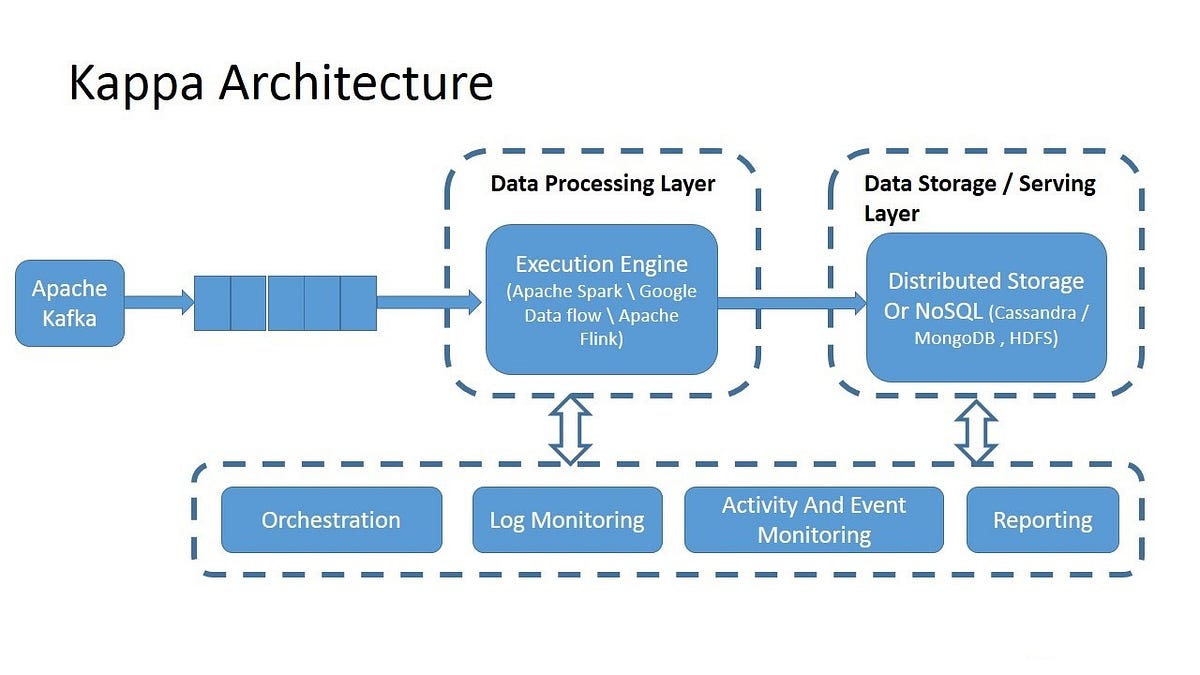 Kappa Architecture
Data Processing Layer
Data Storage / Serving
Layer
Apache
Kafka
Execution Engine
(Apache Spark \ Google
Data flow \ Apache
Flink)
Distributed Storage
Or NoSQL (Cassandra /
MongoDB , HDFS)
Orchestration
Log Monitoring
Activity And Event
Monitoring
Reporting